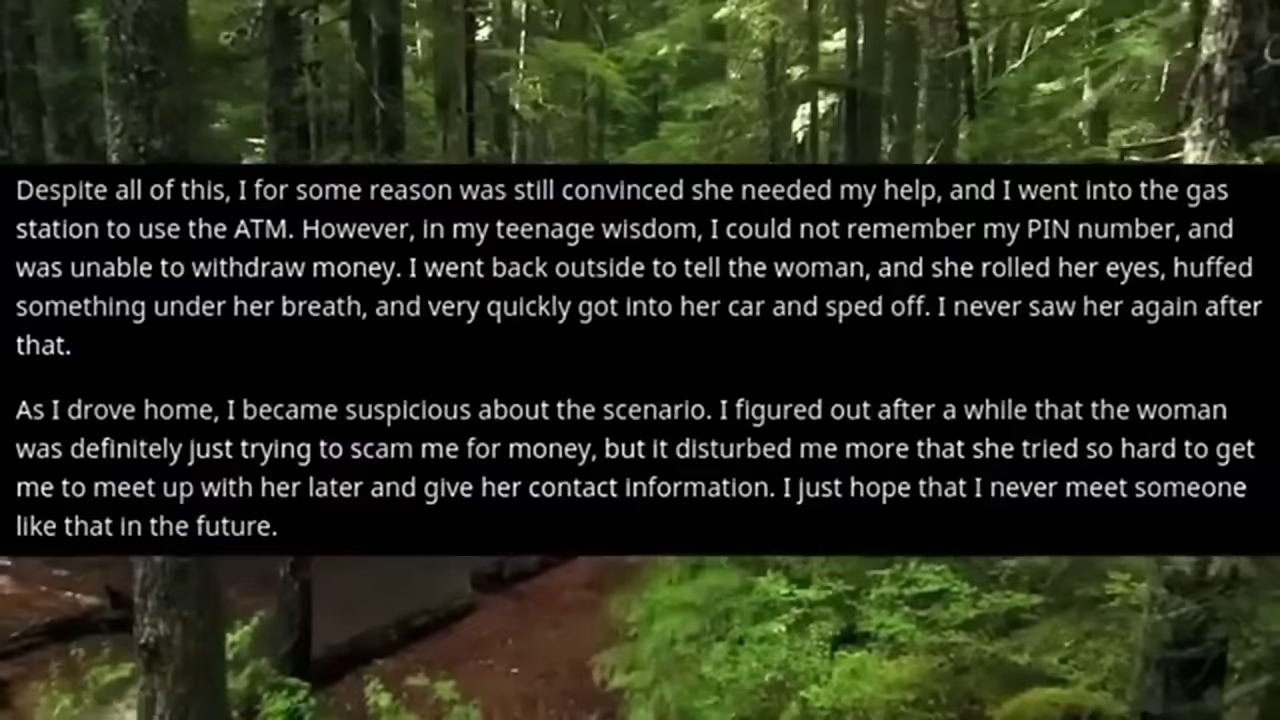 Despite all of this, I for some reason was still convinced she needed my help, and I went into the gas
station to use the ATM. However, in my teenage wisdom, I could not remember my PIN number, and
was unable to withdraw money. I went back outside to tell the woman, and she rolled her eyes, huffed
something under her breath, and very quickly got into her car and sped off. I never saw her again after
that.
As I drove home, I became suspicious about the scenario. I figured out after a while that the woman
was definitely just trying to scam me for money, but it disturbed me more that she tried so hard to get
me to meet up with her later and give her contact information. I just hope that I never meet someone
like that in the future.